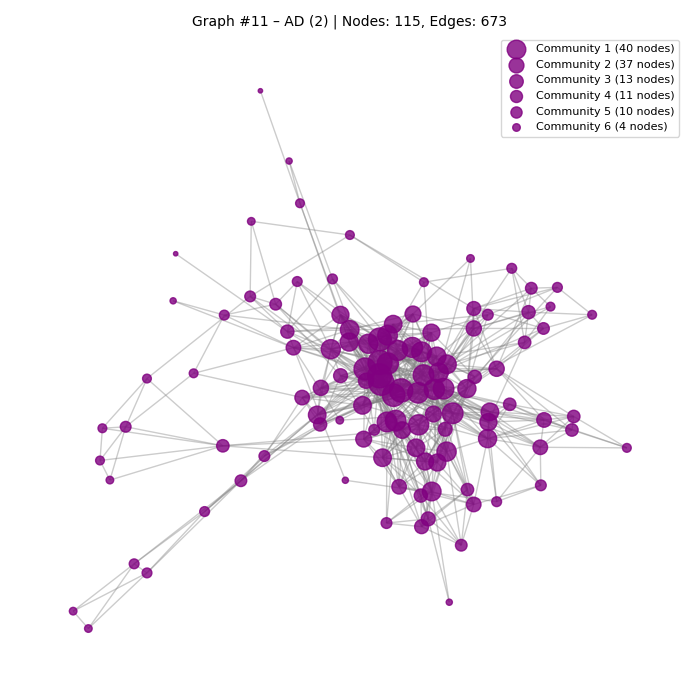 Graph #11 – AD (2) | Nodes: 115, Edges: 673
Community 1 (40 nodes)
Community 2 (37 nodes)
Community 3 (13 nodes)
Community 4 (11 nodes)
Community 5 (10 nodes)
Community 6 (4 nodes)